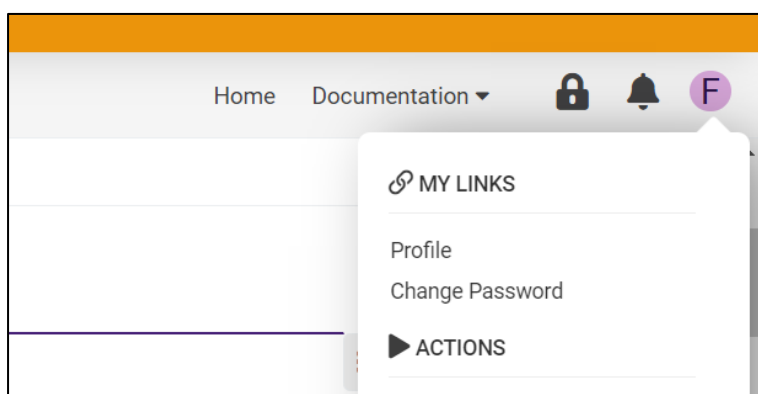 Home Documentation F
MY LINKS
Profile
Change Password
ACTIONS